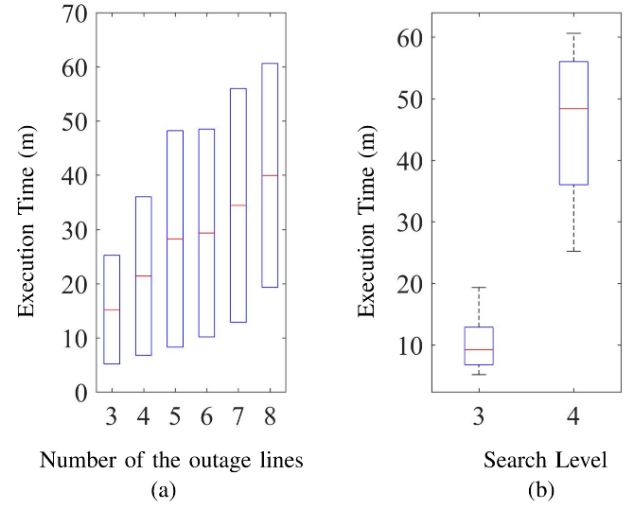 70
60
50
40
30
20
10
0
Execution Time (m)
3 4 5 6 7 8
Number of the outage lines
(a)
60
50
40
30
20
10
Execution Time (m)
3 4
Search Level
(b)